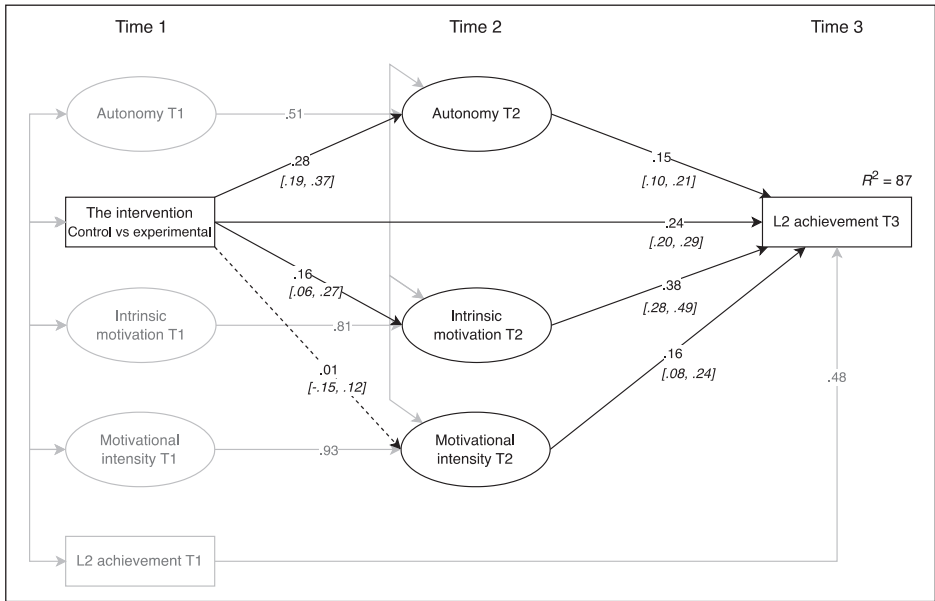 Time 1
Time 2
Time 3
Autonomy T1
.51
Autonomy T2
.28
[.19, .37]
.15
[.10, .21]
R² = 87
The intervention
Control vs experimental
.24
[.20, .29]
L2 achievement T3
.16
[.06, .27]
.38
[.28, .49]
Intrinsic
motivation T1
.81
Intrinsic
motivation T2
.01
[-.15, .12]
.16
[.08, .24]
.48
Motivational
intensity T1
.93
Motivational
intensity T2
L2 achievement T1